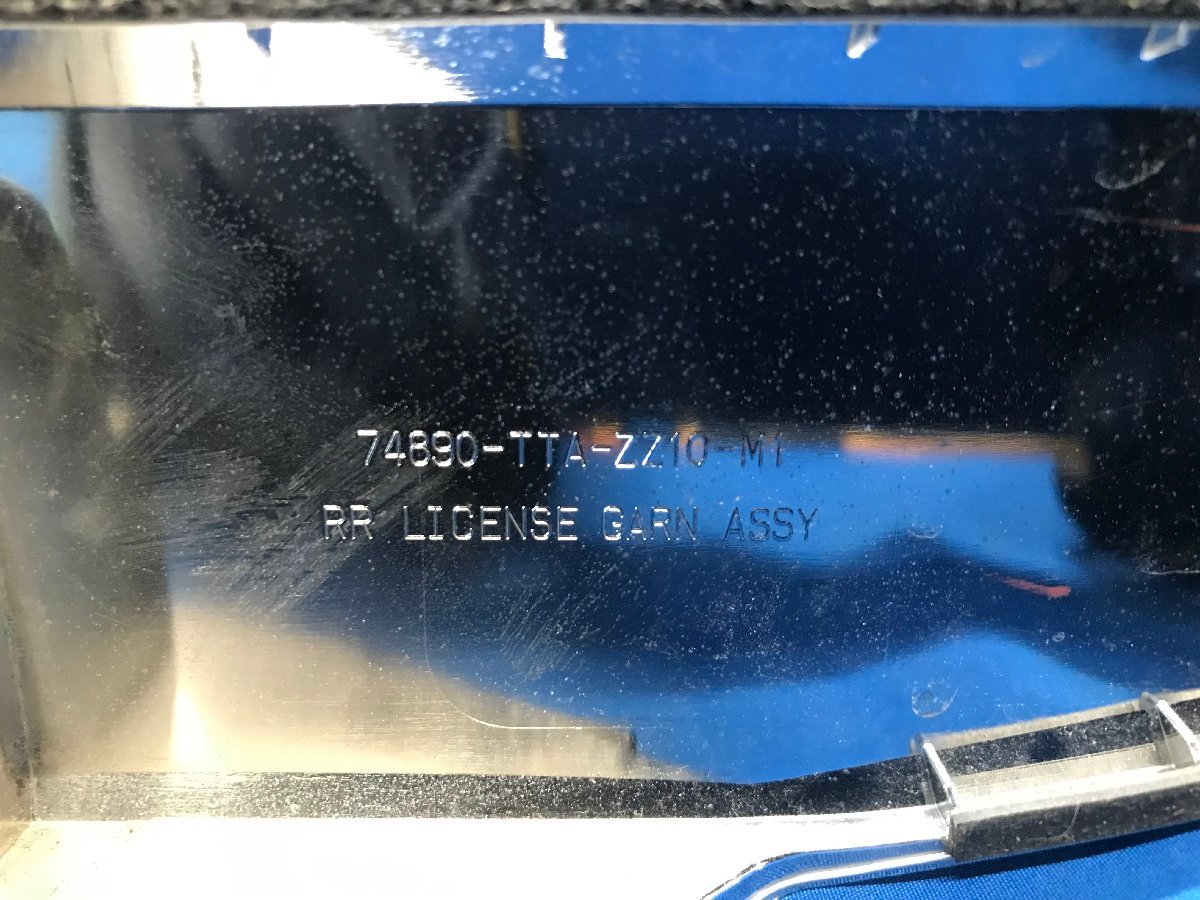 74890-TTA-ZZ10-M1
RR LICENSE GARN ASSY